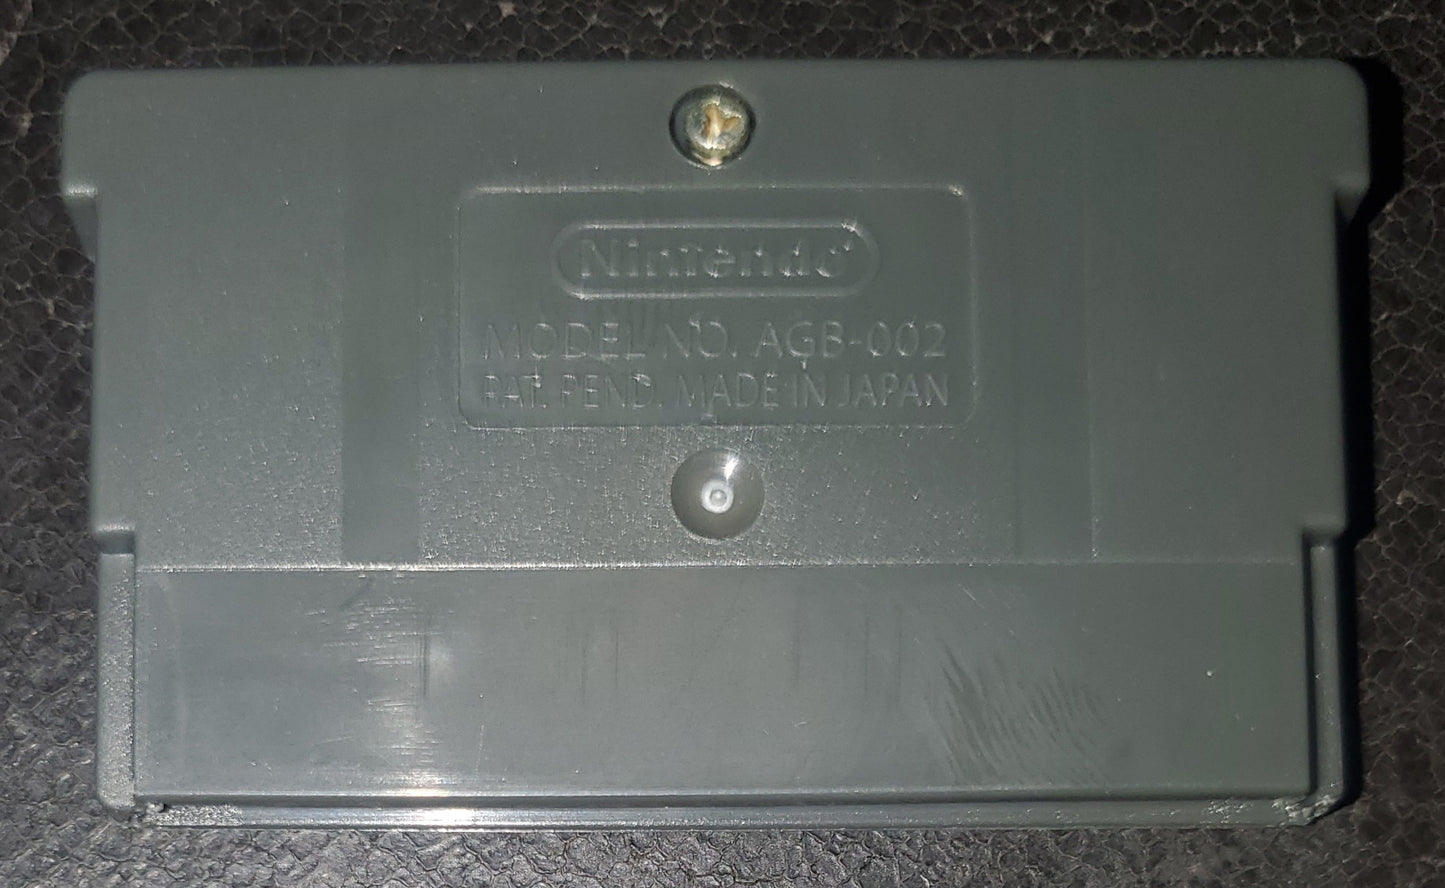 Nintendo
MODEL NO. AGB-002
PAT. PEND. MADE IN JAPAN